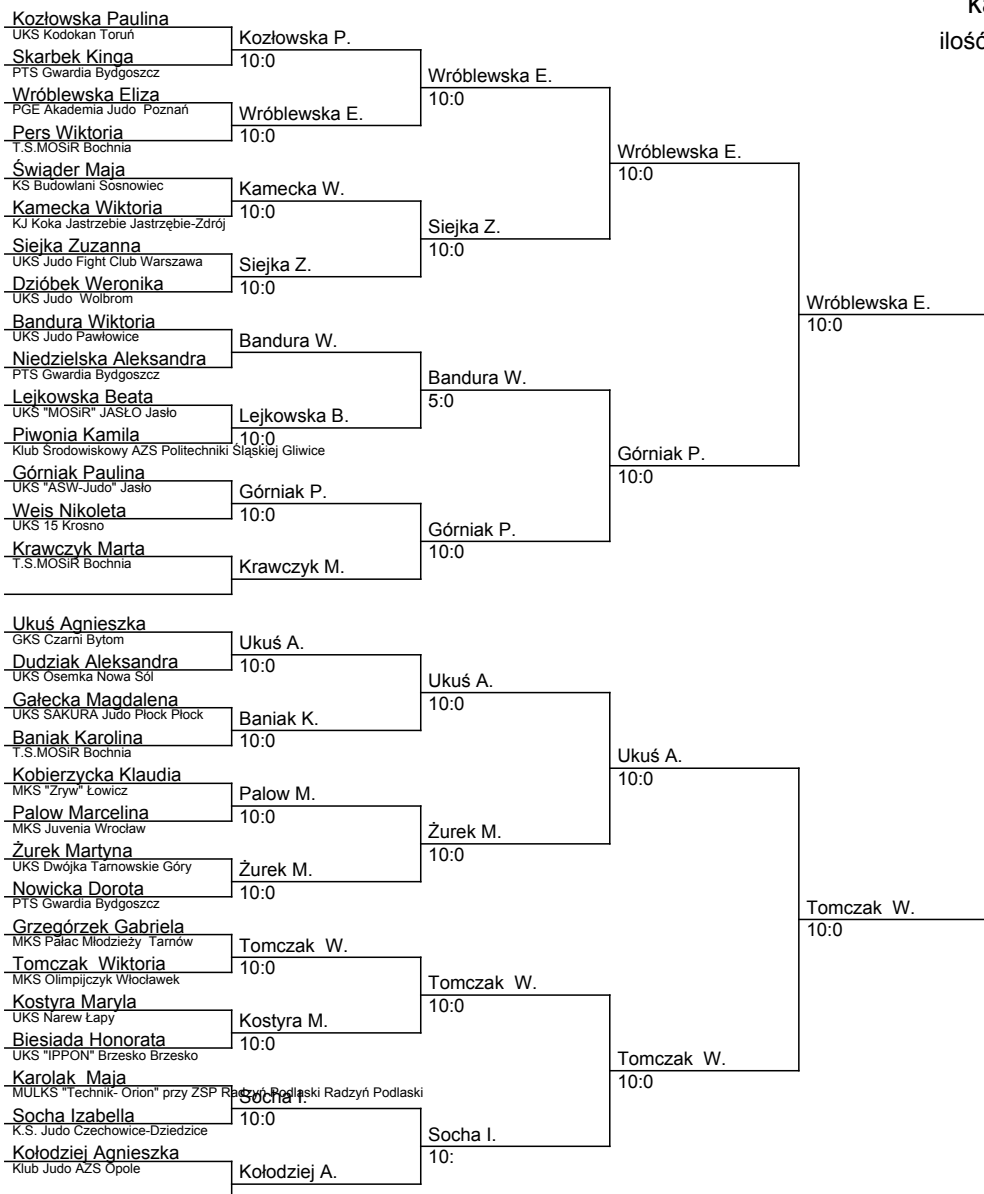 ka
ilość
Kozłowska Paulina
UKS Kodokan Toruń
Skarbek Kinga
PTS Gwardia Bydgoszcz
Wróblewska Eliza
PGE Akademia Judo  Poznań
Pers Wiktoria
T.S.MOSiR Bochnia
Świąder Maja
KS Budowlani Sosnowiec
Kamecka Wiktoria
KJ Koka Jastrzebie Jastrzębie-Zdrój
Siejka Zuzanna
UKS Judo Fight Club Warszawa
Dzióbek Weronika
UKS Judo  Wolbrom
Bandura Wiktoria
UKS Judo Pawłowice
Niedzielska Aleksandra
PTS Gwardia Bydgoszcz
Lejkowska Beata
UKS "MOSiR" JASŁO Jasło
Piwonia Kamila
Klub Środowiskowy AZS Politechniki Śląskiej Gliwice
Górniak Paulina
UKS "ASW-Judo" Jasło
Weis Nikoleta
UKS 15 Krosno
Krawczyk Marta
T.S.MOSiR Bochnia
Kozłowska P.
10:0
Wróblewska E.
10:0
Kamecka W.
10:0
Siejka Z.
10:0
Bandura W.
Lejkowska B.
10:0
Górniak P.
10:0
Krawczyk M.
Wróblewska E.
10:0
Siejka Z.
10:0
Bandura W.
5:0
Górniak P.
10:0
Wróblewska E.
10:0
Górniak P.
10:0
Wróblewska E.
10:0
Ukuś Agnieszka
GKS Czarni Bytom
Dudziak Aleksandra
UKS Ósemka Nowa Sól
Gałecka Magdalena
UKS SAKURA Judo Płock Płock
Baniak Karolina
T.S.MOSiR Bochnia
Kobierzycka Klaudia
MKS "Zryw" Łowicz
Palow Marcelina
MKS Juvenia Wrocław
Żurek Martyna
UKS Dwójka Tarnowskie Góry
Nowicka Dorota
PTS Gwardia Bydgoszcz
Grzegórzek Gabriela
MKS Pałac Młodzieży  Tarnów
Tomczak  Wiktoria
MKS Olimpijczyk Włocławek
Kostyra Maryla
UKS Narew Łapy
Biesiada Honorata
UKS "IPPON" Brzesko Brzesko
Karolak  Maja
MULKS "Technik- Orion" przy ZSP Radzyń Podlaski Radzyń Podlaski
Socha Izabella
K.S. Judo Czechowice-Dziedzice
Kołodziej Agnieszka
Klub Judo AZS Opole
Ukuś A.
10:0
Baniak K.
10:0
Palow M.
10:0
Żurek M.
10:0
Tomczak  W.
10:0
Kostyra M.
10:0
Socha I.
10:0
Kołodziej A.
Ukuś A.
10:0
Żurek M.
10:0
Tomczak  W.
10:0
Socha I.
10:
Ukuś A.
10:0
Tomczak  W.
10:0
Tomczak  W.
10:0